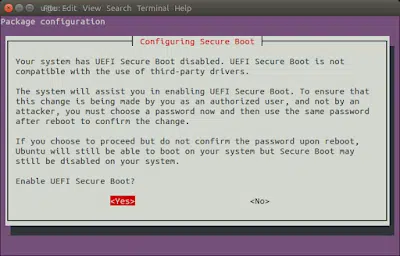 Edit View Search Terminal Help
Package configuration
Configuring Secure Boot
Your system has UEFI Secure Boot disabled. UEFI Secure Boot is not
compatible with the use of third-party drivers.
The system will assist you in enabling UEFI Secure Boot. To ensure that
this change is being made by you as an authorized user, and not by an
attacker, you must choose a password now and then use the same password
after reboot to confirm the change.
If you choose to proceed but do not confirm the password upon reboot,
Ubuntu will still be able to boot on your system but Secure Boot may
still be disabled on your system.
Enable UEFI Secure Boot?
<Yes> <No>